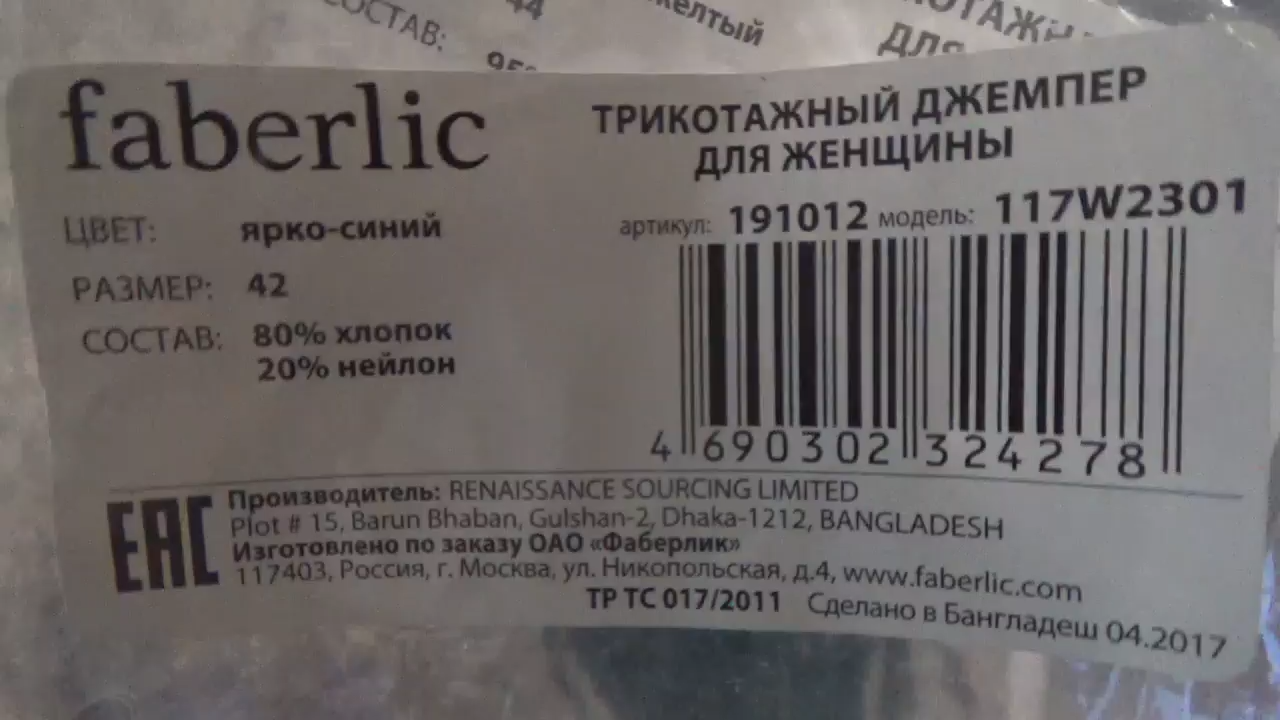 44
СОСТАВ:
желтый
faberlic
ТРИКОТАЖНЫЙ ДЖЕМПЕР
ДЛЯ ЖЕНЩИНЫ
ЦВЕТ: ярко-синий
артикул: 191012 модель: 117W2301
РАЗМЕР: 42
СОСТАВ: 80% хлопок
20% нейлон
4 690302 324278
EAC
Производитель: RENAISSANCE SOURCING LIMITED
Plot # 15, Barun Bhaban, Gulshan-2, Dhaka-1212, BANGLADESH
Изготовлено по заказу ОАО «Фаберлик»
117403, Россия, г. Москва, ул. Никопольская, д.4, www.faberlic.com
ТР ТС 017/2011 Сделано в Бангладеш 04.2017